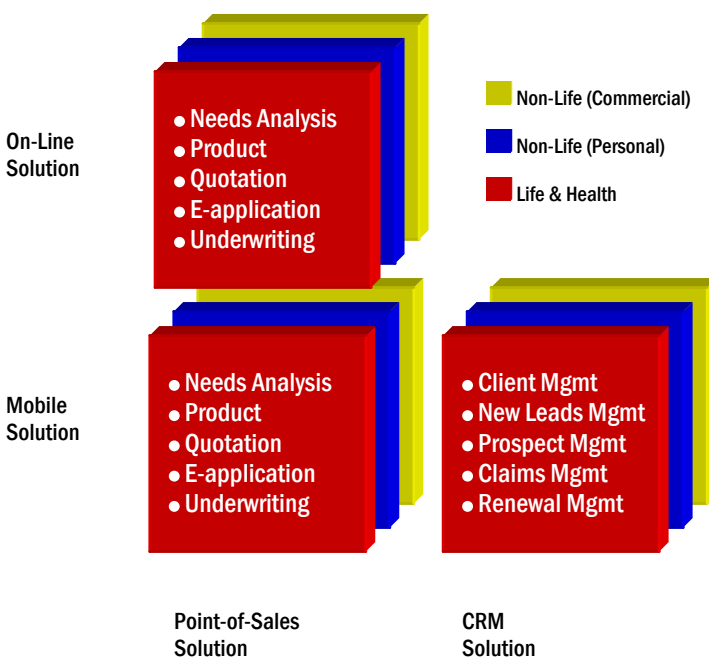 On-Line
Solution
● Needs Analysis
● Product
● Quotation
● E-application
● Underwriting
Non-Life (Commercial)
Non-Life (Personal)
Life & Health
Mobile
Solution
● Needs Analysis
● Product
● Quotation
● E-application
● Underwriting
● Client Mgmt
● New Leads Mgmt
● Prospect Mgmt
● Claims Mgmt
● Renewal Mgmt
Point-of-Sales
Solution
CRM
Solution